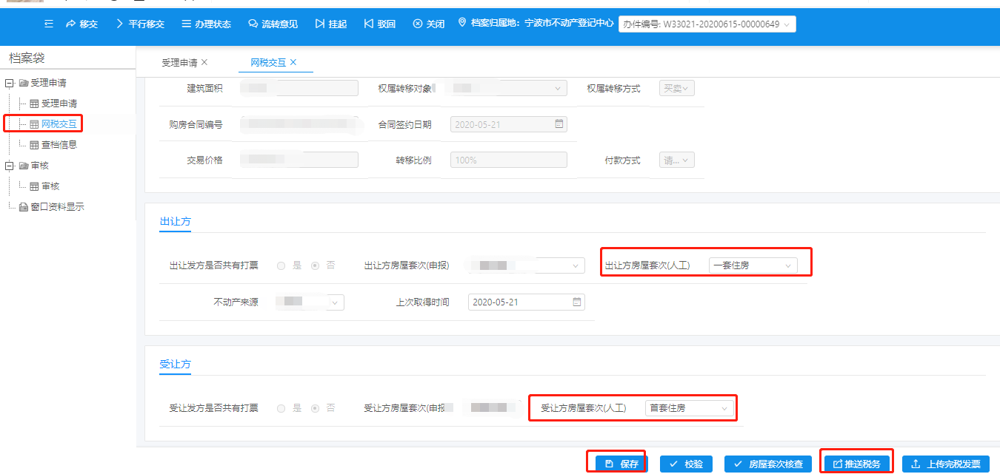 移交 平行移交 办理状态 流转意见 挂起 驳回 关闭 档案归属地：宁波市不动产登记中心 办件编号: W33021-20200615-00000649
档案袋
受理申请
受理申请
网税交互
查档信息
审核
审核
窗口资料显示
受理申请 网税交互
建筑面积 权属转移对象 权属转移方式 买卖
购房合同编号 合同签约日期 2020-05-21
交易价格 转移比例 100% 付款方式 请...
出让方
出让发方是否共有打票 是 否 出让方房屋套次(申报) 出让方房屋套次(人工) 一套住房
不动产来源 上次取得时间 2020-05-21
受让方
受让发方是否共有打票 是 否 受让方房屋套次(申报 受让方房屋套次(人工) 首套住房
保存 校验 房屋套次核查 推送税务 上传完税发票